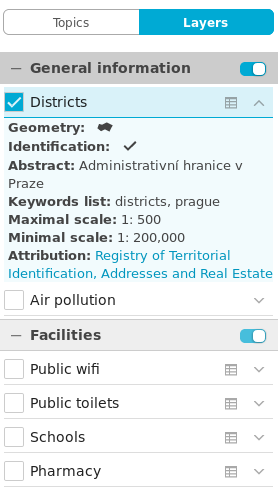 Topics
Layers
General information
Districts
Geometry:
Identification:
Abstract: Administrativní hranice v
Praze
Keywords list: districts, prague
Maximal scale: 1: 500
Minimal scale: 1: 200,000
Attribution: Registry of Territorial
Identification, Addresses and Real Estate
Air pollution
Facilities
Public wifi
Public toilets
Schools
Pharmacy